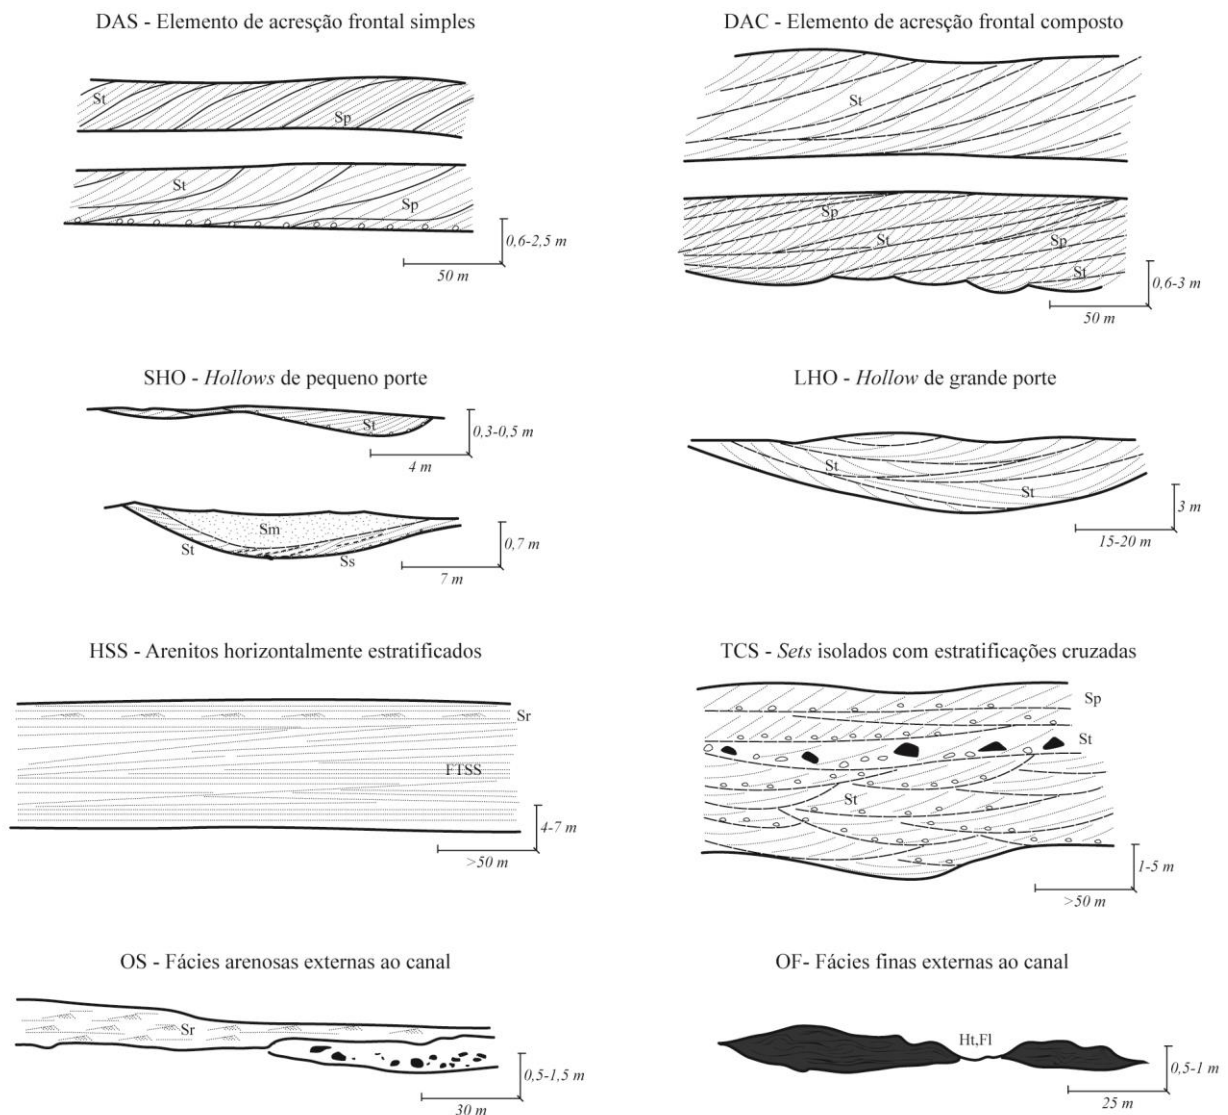 DAS - Elemento de acresção frontal simples
St
Sp
St
Sp
0,6-2,5 m
50 m
DAC - Elemento de acresção frontal composto
St
Sp
St
Sp
St
0,6-3 m
50 m
SHO - Hollows de pequeno porte
St
0,3-0,5 m
4 m
Sm
St
Ss
0,7 m
7 m
LHO - Hollow de grande porte
St
St
3 m
15-20 m
HSS - Arenitos horizontalmente estratificados
Sr
FTSS
4-7 m
>50 m
TCS - Sets isolados com estratificações cruzadas
Sp
St
St
1-5 m
>50 m
OS - Fácies arenosas externas ao canal
Sr
0,5-1,5 m
30 m
OF- Fácies finas externas ao canal
Ht,Fl
0,5-1 m
25 m